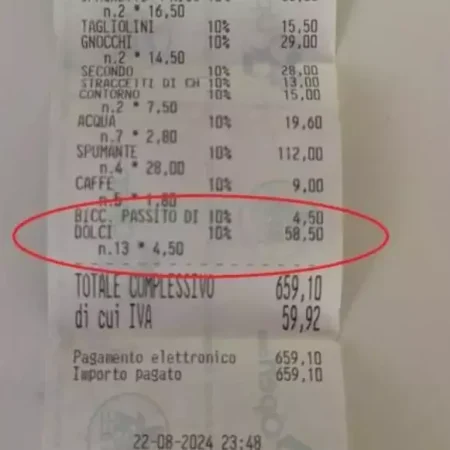 n.2 * 16,50
TAGLIOLINI 10% 15,50
GNOCCHI 10% 29,00
n.2 * 14,50
SECONDO 10% 28,00
STRACCETTI DI CH 10% 13,00
CONTORNO 10% 15,00
n.2 * 7,50
ACQUA 10% 19,60
n.7 * 2,80
SPUMANTE 10% 112,00
n.4 * 28,00
CAFFE 10% 9,00
n.5 * 1,80
BICC. PASSITO DI 10% 4,50
DOLCI 10% 58,50
n.13 * 4,50
TOTALE COMPLESSIVO 659,10
di cui IVA 59,92
Pagamento elettronico 659,10
Importo pagato 659,10
22-08-2024 23:48